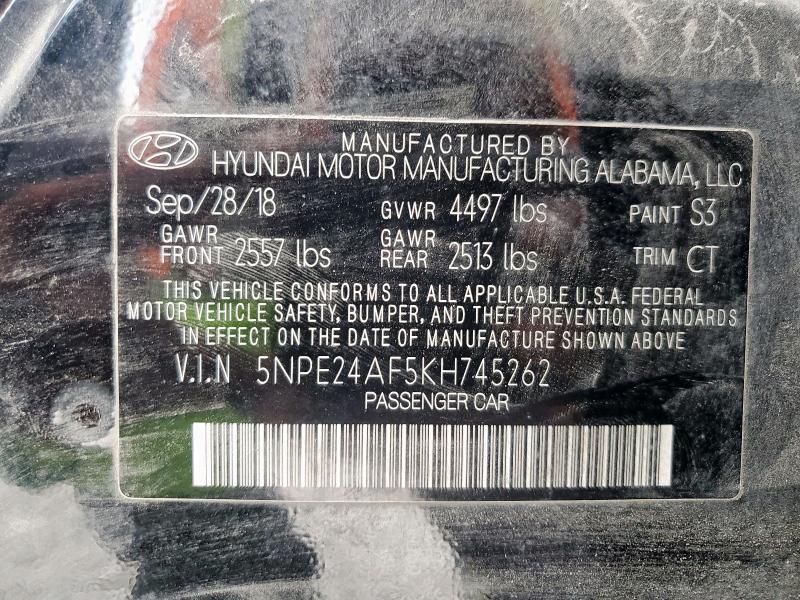 MANUFACTURED BY
HYUNDAI MOTOR MANUFACTURING ALABAMA, LLC
Sep/28/18 GVWR 4497 lbs PAINT S3
GAWR FRONT 2557 lbs GAWR REAR 2513 lbs TRIM CT
THIS VEHICLE CONFORMS TO ALL APPLICABLE U.S.A. FEDERAL
MOTOR VEHICLE SAFETY, BUMPER, AND THEFT PREVENTION STANDARDS
IN EFFECT ON THE DATE OF MANUFACTURE SHOWN ABOVE
V.I.N 5NPE24AF5KH745262
PASSENGER CAR